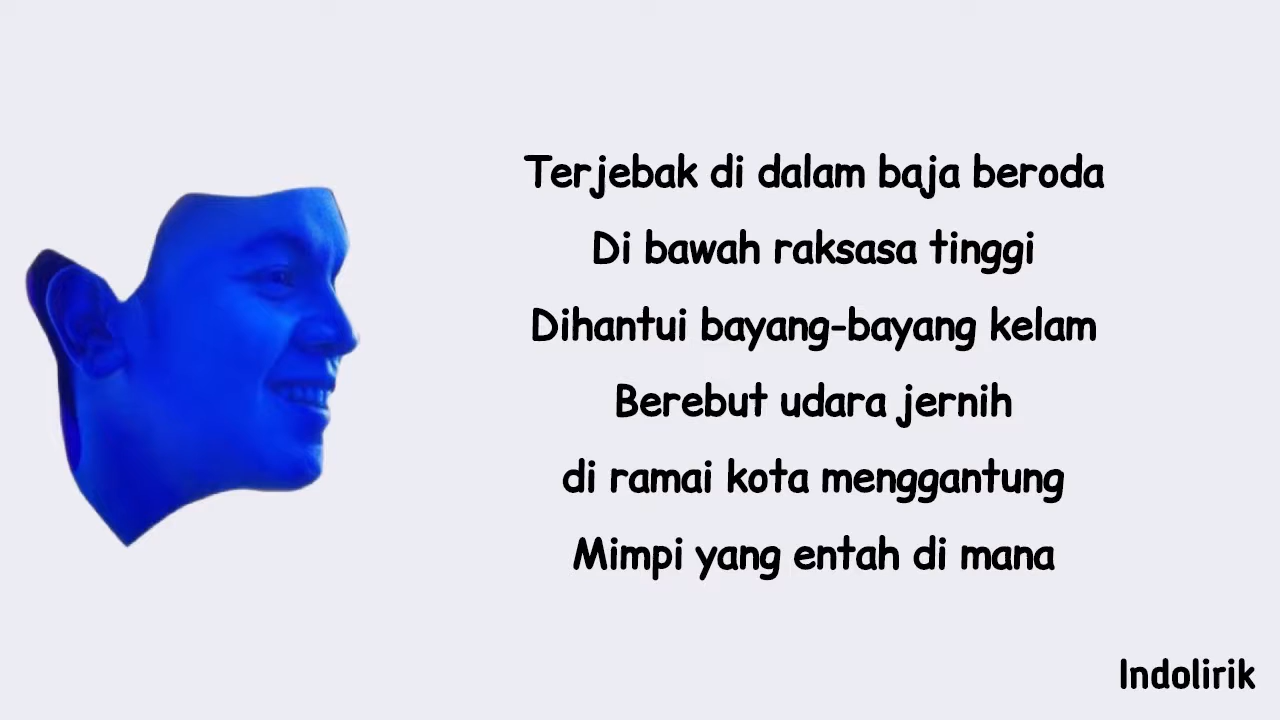 Terjebak di dalam baja beroda
Di bawah raksasa tinggi
Dihantui bayang-bayang kelam
Berebut udara jernih
di ramai kota menggantung
Mimpi yang entah di mana
Indolirik